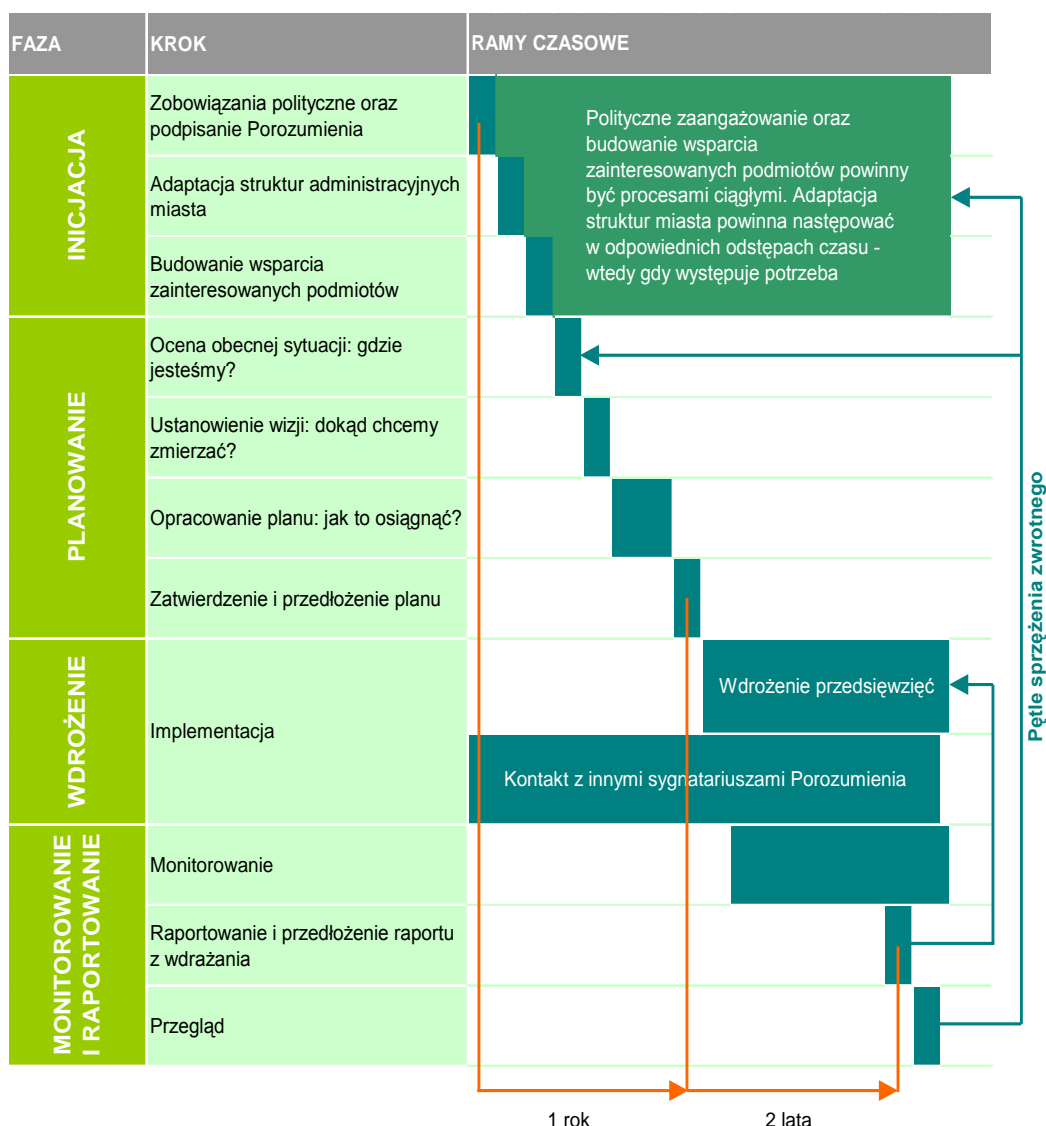 FAZA
KROK
RAMY CZASOWE
INICJACJA
Zobowiązania polityczne oraz
podpisanie Porozumienia
Polityczne zaangażowanie oraz
budowanie wsparcia
zainteresowanych podmiotów powinny
być procesami ciągłymi. Adaptacja
struktur miasta powinna następować
w odpowiednich odstępach czasu -
wtedy gdy występuje potrzeba
Adaptacja struktur administracyjnych
miasta
Budowanie wsparcia
zainteresowanych podmiotów
PLANOWANIE
Ocena obecnej sytuacji: gdzie
jesteśmy?
Ustanowienie wizji: dokąd chcemy
zmierzać?
Opracowanie planu: jak to osiągnąć?
Zatwierdzenie i przedłożenie planu
WDROŻENIE
Implementacja
Wdrożenie przedsięwzięć
Kontakt z innymi sygnatariuszami Porozumienia
MONITOROWANIE
I RAPORTOWANIE
Monitorowanie
Raportowanie i przedłożenie raportu
z wdrażania
Przegląd
Pętle sprzężenia zwrotnego
1 rok
2 lata